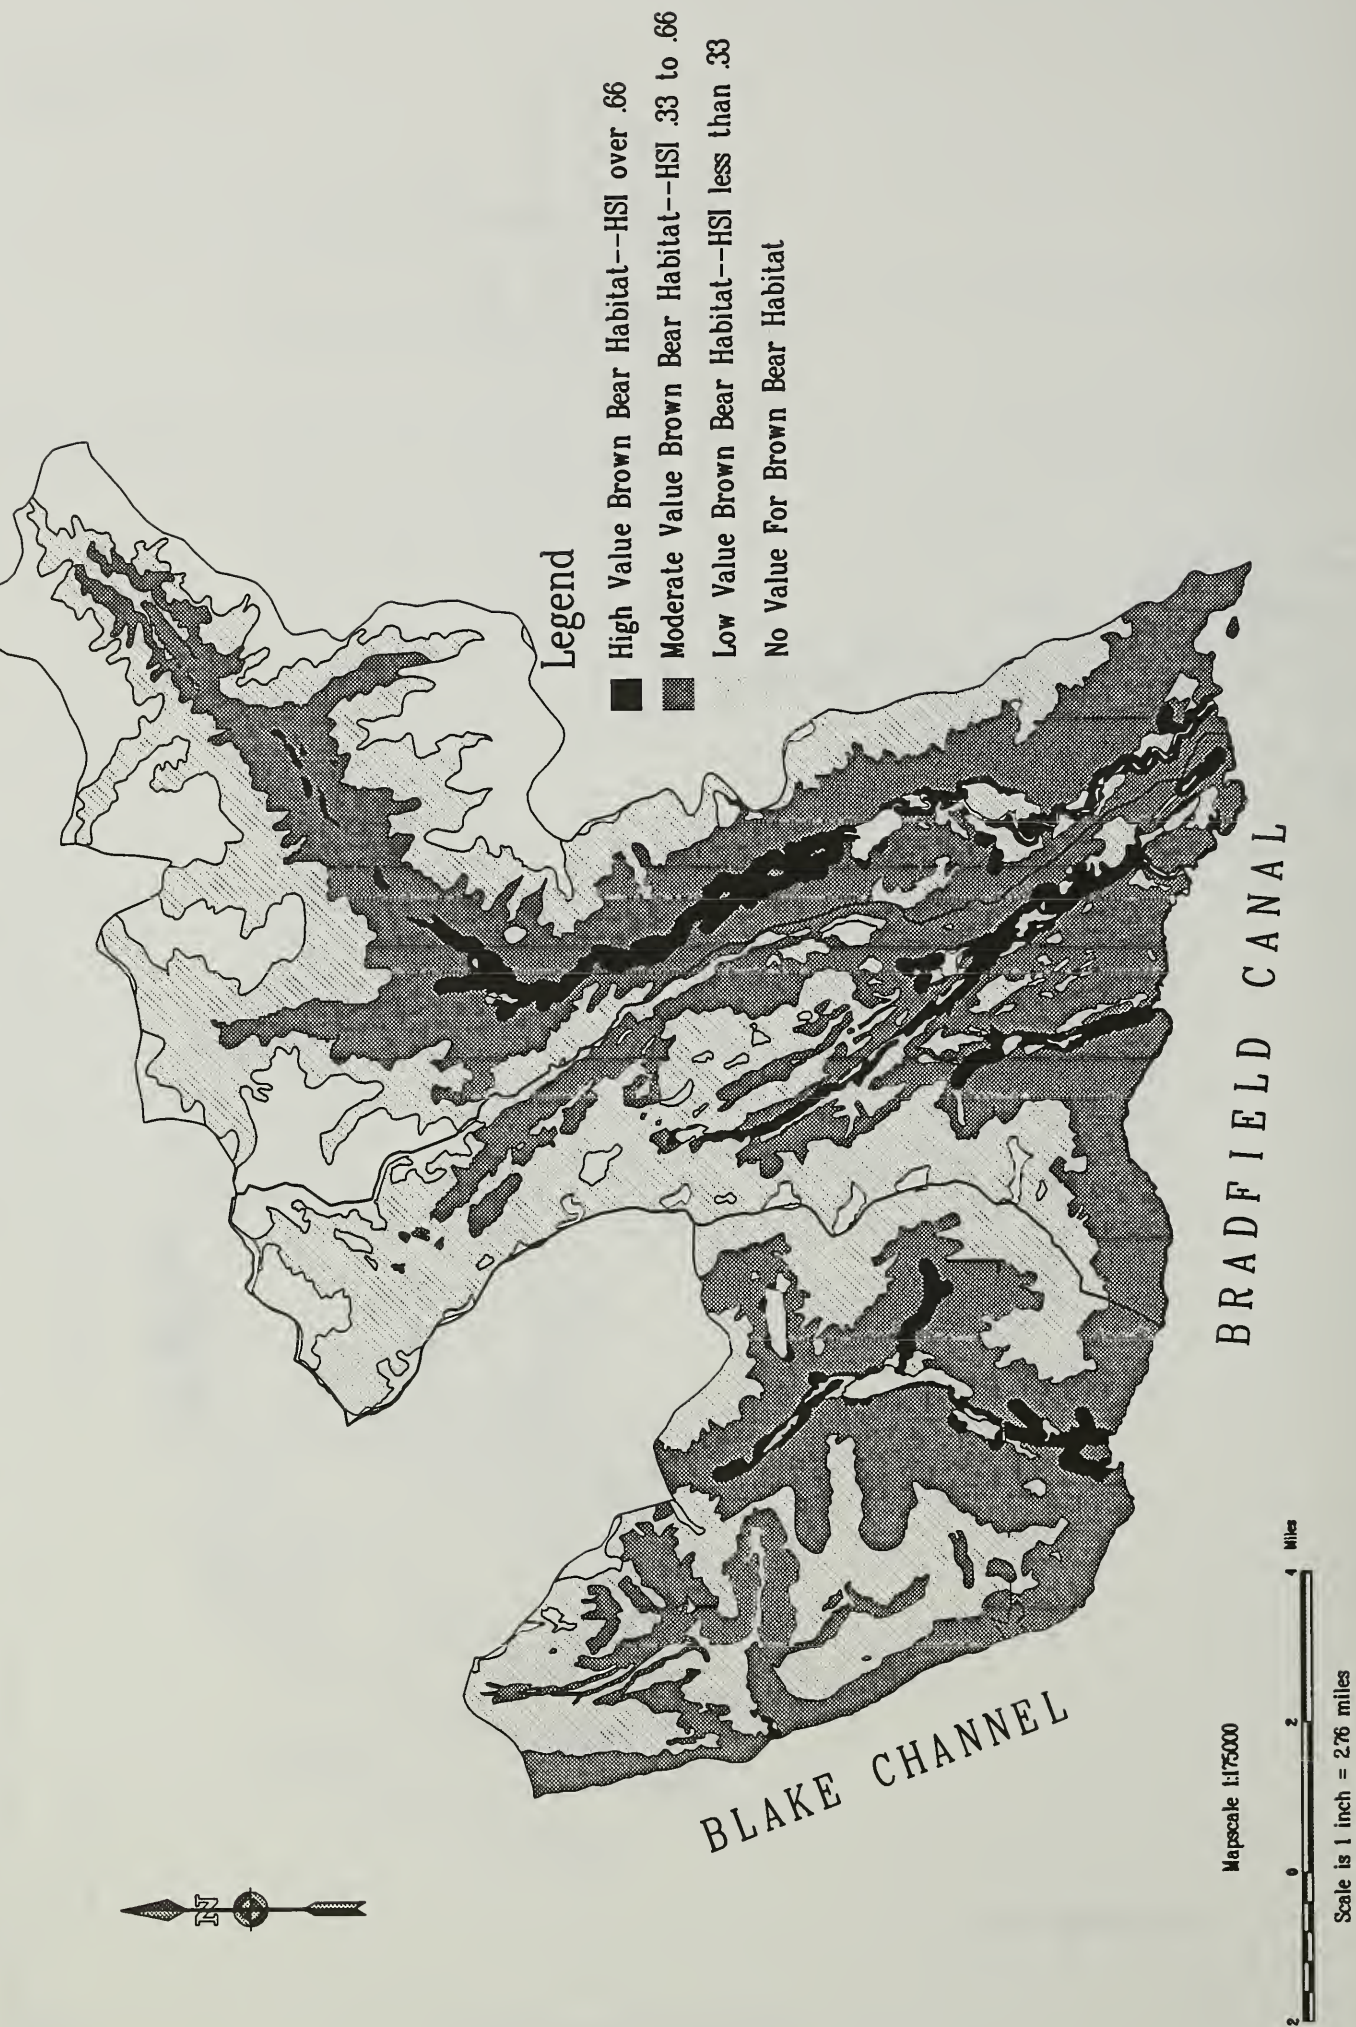 Legend
High Value Brown Bear Habitat--HSI over .66
Moderate Value Brown Bear Habitat--HSI .33 to .66
Low Value Brown Bear Habitat--HSI less than .33
No Value For Brown Bear Habitat
N
BLAKE CHANNEL
BRADFIELD CANAL
Mapscale 1:175000
2 0 2 4 Miles
Scale is 1 inch = 2.76 miles